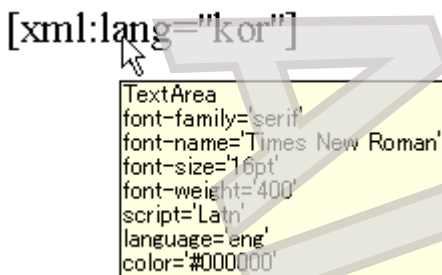 [xml:lang="kor"]
TextArea
font-family='serif'
font-name='Times New Roman'
font-size='16pt'
font-weight='400'
script='Latn'
language='eng'
color='#000000'